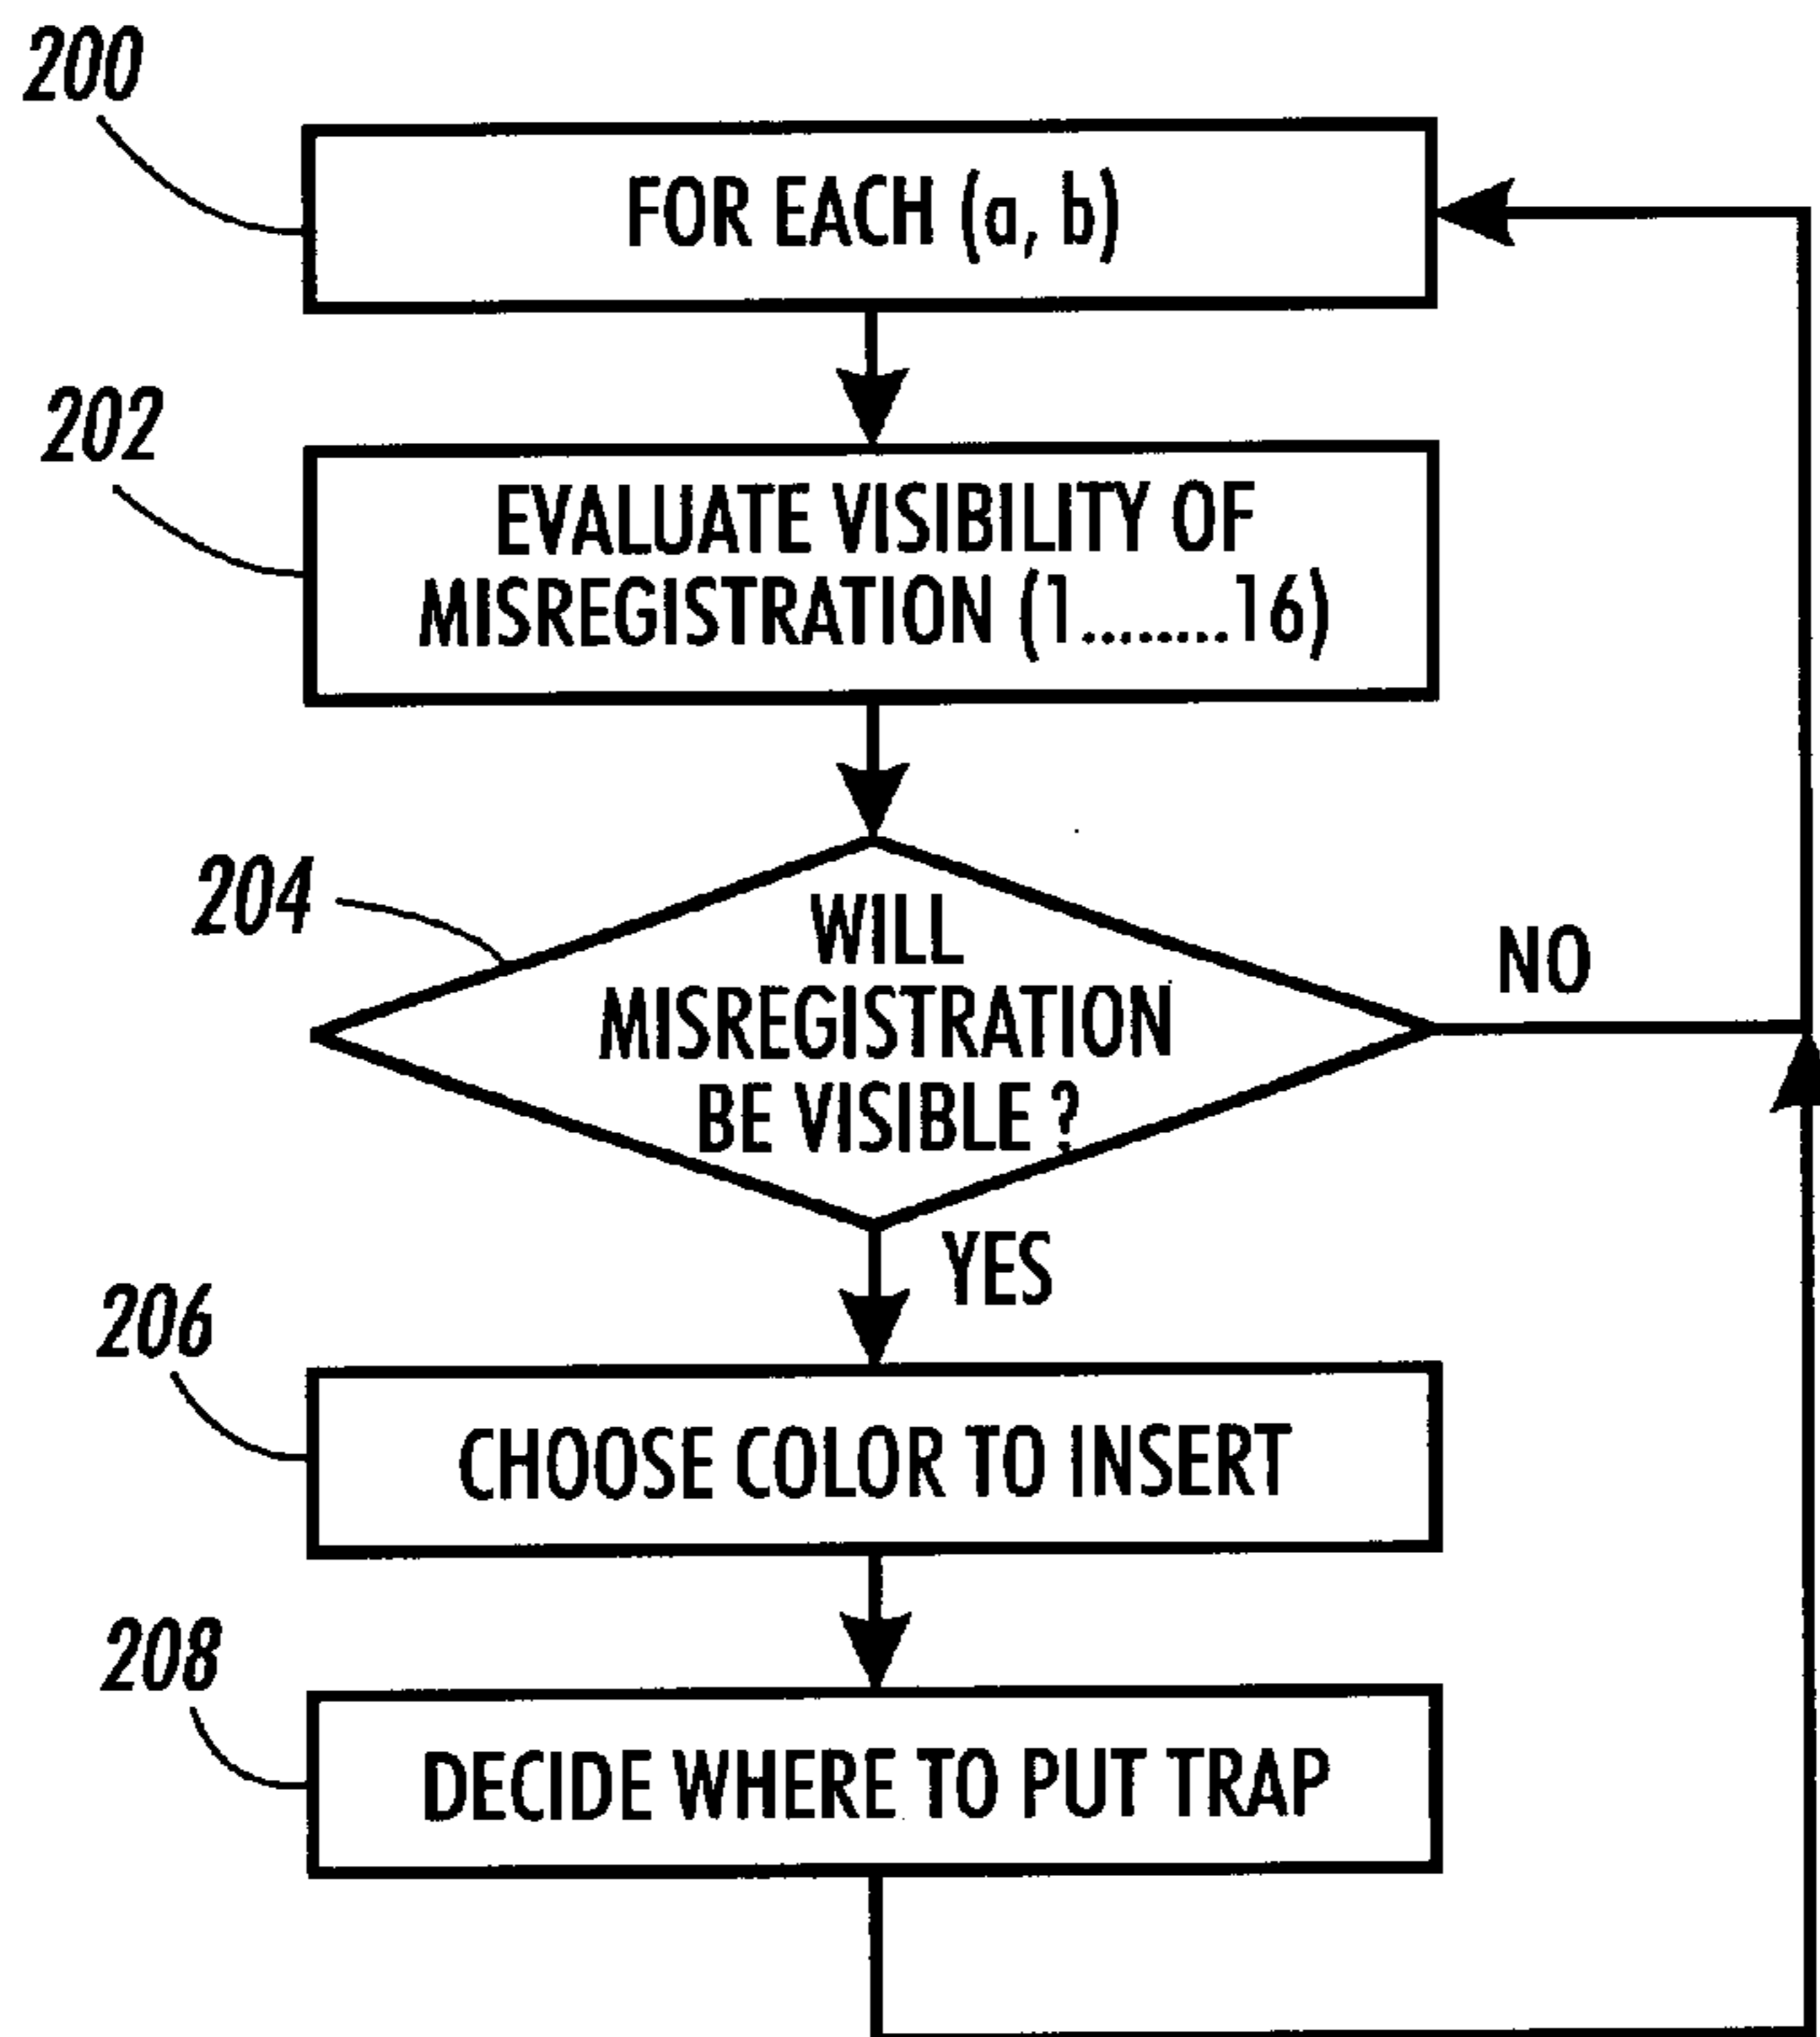 200
FOR EACH (a, b)
202
EVALUATE VISIBILITY OF
MISREGISTRATION (1........16)
204
WILL
MISREGISTRATION
BE VISIBLE ?
NO
YES
206
CHOOSE COLOR TO INSERT
208
DECIDE WHERE TO PUT TRAP